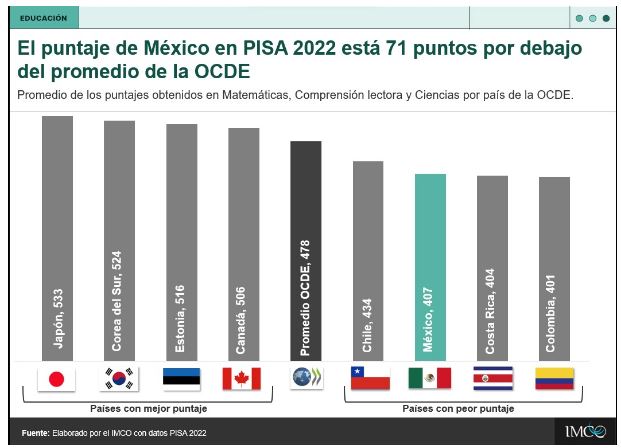 EDUCACIÓN
El puntaje de México en PISA 2022 está 71 puntos por debajo
del promedio de la OCDE
Promedio de los puntajes obtenidos en Matemáticas, Comprensión lectora y Ciencias por país de la OCDE.
Japón, 533
Corea del Sur, 524
Estonia, 516
Canadá, 506
Promedio OCDE, 478
Chile, 434
México, 407
Costa Rica, 404
Colombia, 401
Países con mejor puntaje
Países con peor puntaje
Fuente: Elaborado por el IMCO con datos PISA 2022
IMCO